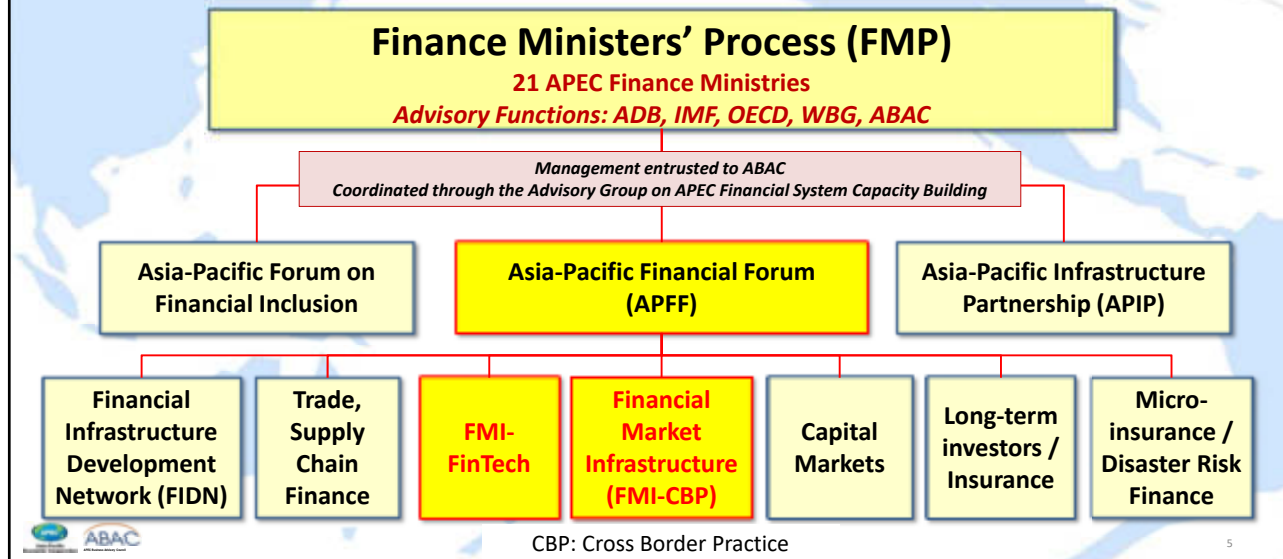 Finance Ministers’ Process (FMP)
21 APEC Finance Ministries
Advisory Functions: ADB, IMF, OECD, WBG, ABAC
Management entrusted to ABAC
Coordinated through the Advisory Group on APEC Financial System Capacity Building
Asia-Pacific Forum on
Financial Inclusion
Asia-Pacific Financial Forum
(APFF)
Asia-Pacific Infrastructure
Partnership (APIP)
Financial
Infrastructure
Development
Network (FIDN)
Trade,
Supply
Chain
Finance
FMI-
FinTech
Financial
Market
Infrastructure
(FMI-CBP)
Capital
Markets
Long-term
investors /
Insurance
Micro-
insurance /
Disaster Risk
Finance
ABAC
CBP: Cross Border Practice
5